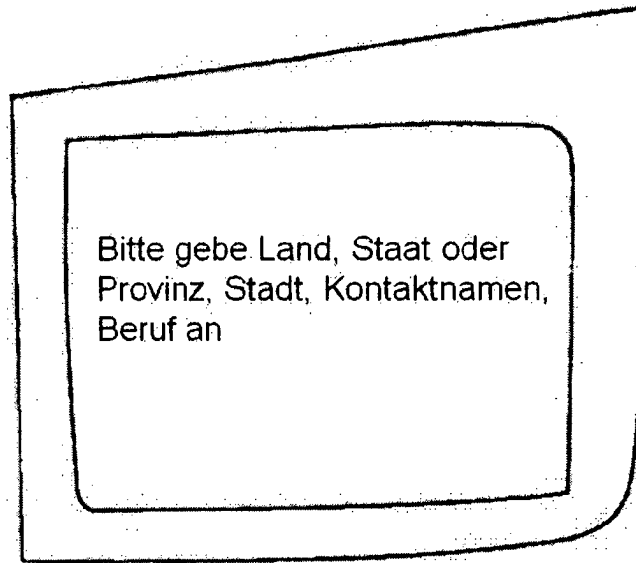 Bitte gebe Land, Staat oder
Provinz, Stadt, Kontaktnamen,
Beruf an